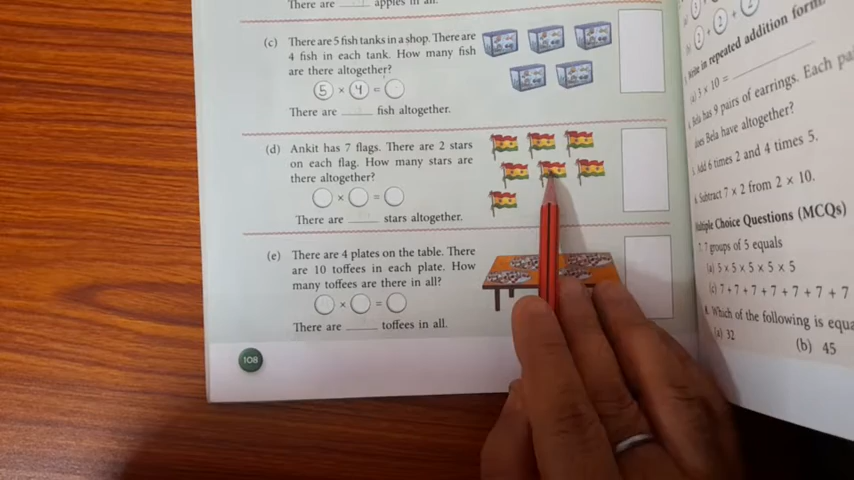 There are ____ apples in all.
(c) There are 5 fish tanks in a shop. There are
4 fish in each tank. How many fish
are there altogether?
5 × 4 =
There are ____ fish altogether.
(d) Ankit has 7 flags. There are 2 stars
on each flag. How many stars are
there altogether?
× =
There are ____ stars altogether.
(e) There are 4 plates on the table. There
are 10 toffees in each plate. How
many toffees are there in all?
× =
There are ____ toffees in all.
108
2 + 2
Write in repeated addition form.
(a) 3 × 10 = ____
Bela has 9 pairs of earrings. Each
does Bela have altogether?
Add 6 times 2 and 4 times 5.
6. Subtract 7 × 2 from 2 × 10.
Multiple Choice Questions (MCQs)
7. 7 groups of 5 equals
(a) 5 × 5 × 5 × 5 × 5
(c) 7 + 7 + 7 + 7 + 7 + 7 + 7
8. Which of the following is
(a) 32
(b) 45